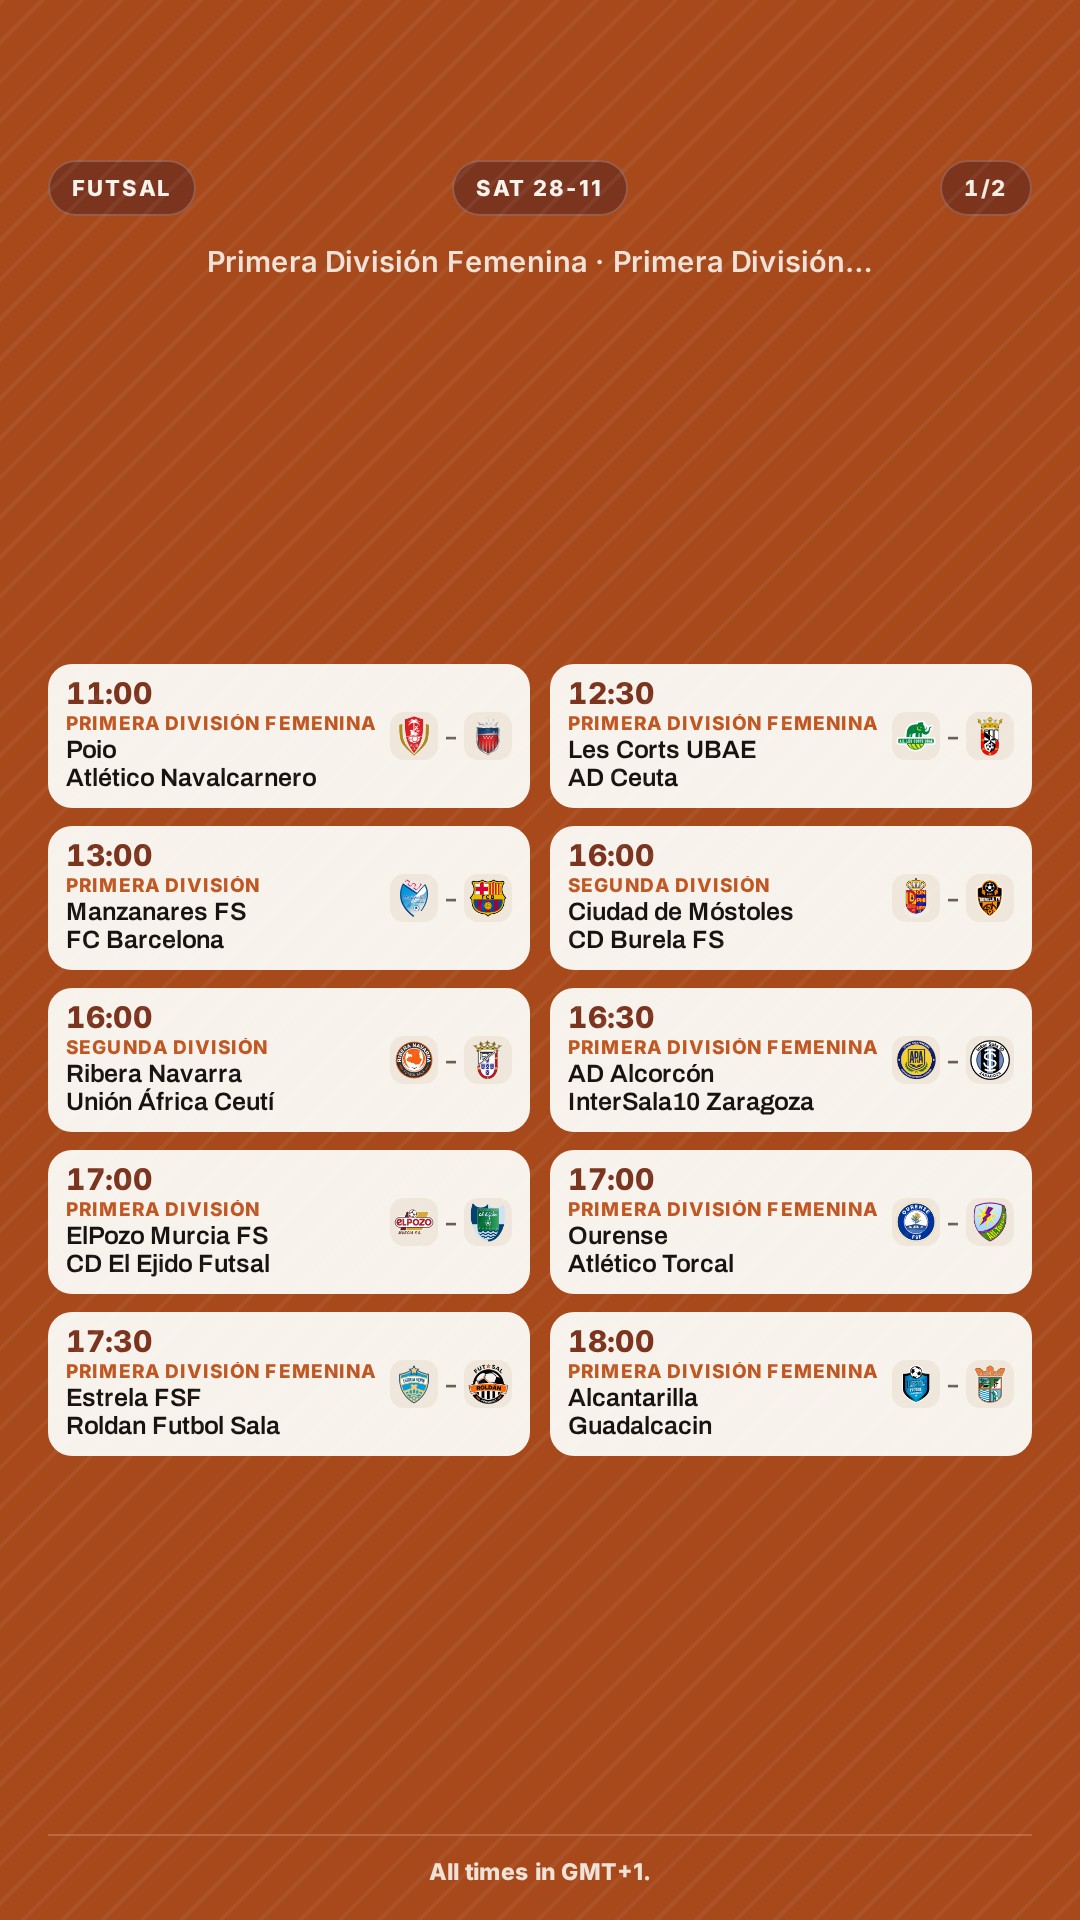 FUTSAL
SAT 28-11
1/2
Primera División Femenina · Primera División...
11:00
PRIMERA DIVISIÓN FEMENINA
Poio
Atlético Navalcarnero
12:30
PRIMERA DIVISIÓN FEMENINA
Les Corts UBAE
AD Ceuta
13:00
PRIMERA DIVISIÓN
Manzanares FS
FC Barcelona
16:00
SEGUNDA DIVISIÓN
Ciudad de Móstoles
CD Burela FS
16:00
SEGUNDA DIVISIÓN
Ribera Navarra
Unión África Ceutí
16:30
PRIMERA DIVISIÓN FEMENINA
AD Alcorcón
InterSala10 Zaragoza
17:00
PRIMERA DIVISIÓN
ElPozo Murcia FS
CD El Ejido Futsal
ELPOZO
17:00
PRIMERA DIVISIÓN FEMENINA
Ourense
Atlético Torcal
17:30
PRIMERA DIVISIÓN FEMENINA
Estrela FSF
Roldan Futbol Sala
ROLDÁN
18:00
PRIMERA DIVISIÓN FEMENINA
Alcantarilla
Guadalcacin
All times in GMT+1.